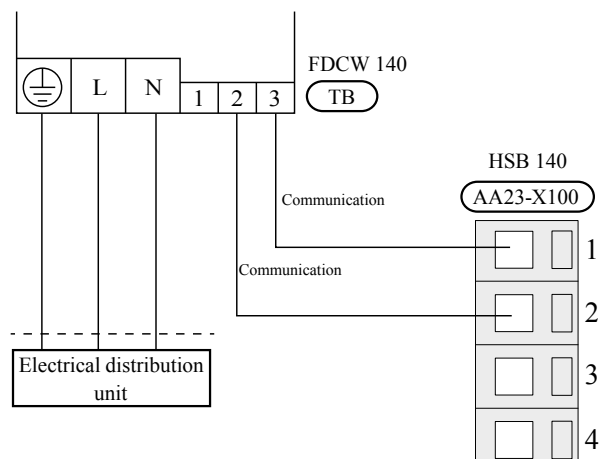 FDCW 140
L N 1 2 3 TB
HSB 140
Communication AA23-X100
1
Communication
2
Electrical distribution
unit
3
4